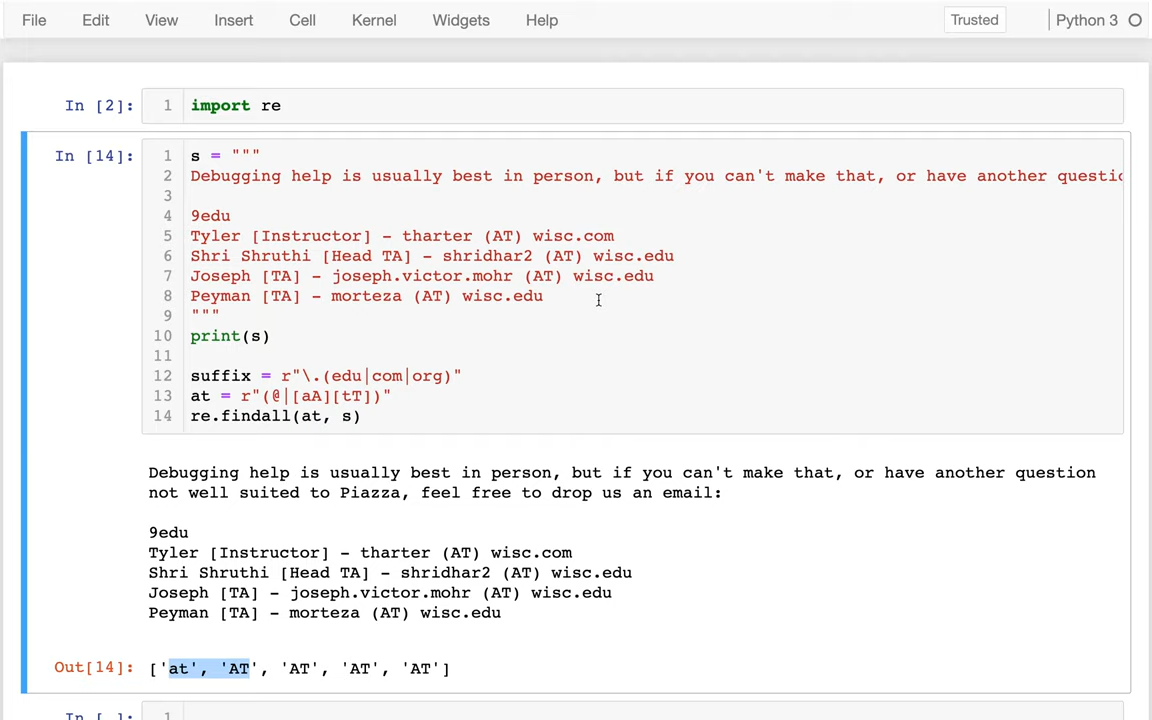 File Edit View Insert Cell Kernel Widgets Help Trusted Python 3
In [2]: 1 import re
In [14]: 1 s = """
2 Debugging help is usually best in person, but if you can't make that, or have another questic
3
4 9edu
5 Tyler [Instructor] - tharter (AT) wisc.com
6 Shri Shruthi [Head TA] - shridhar2 (AT) wisc.edu
7 Joseph [TA] - joseph.victor.mohr (AT) wisc.edu
8 Peyman [TA] - morteza (AT) wisc.edu
9 """
10 print(s)
11
12 suffix = r"\.(edu|com|org)"
13 at = r"(@|[aA][tT])"
14 re.findall(at, s)
Debugging help is usually best in person, but if you can't make that, or have another question
not well suited to Piazza, feel free to drop us an email:
9edu
Tyler [Instructor] - tharter (AT) wisc.com
Shri Shruthi [Head TA] - shridhar2 (AT) wisc.edu
Joseph [TA] - joseph.victor.mohr (AT) wisc.edu
Peyman [TA] - morteza (AT) wisc.edu
Out[14]: ['at', 'AT', 'AT', 'AT', 'AT']
In [ ]: 1